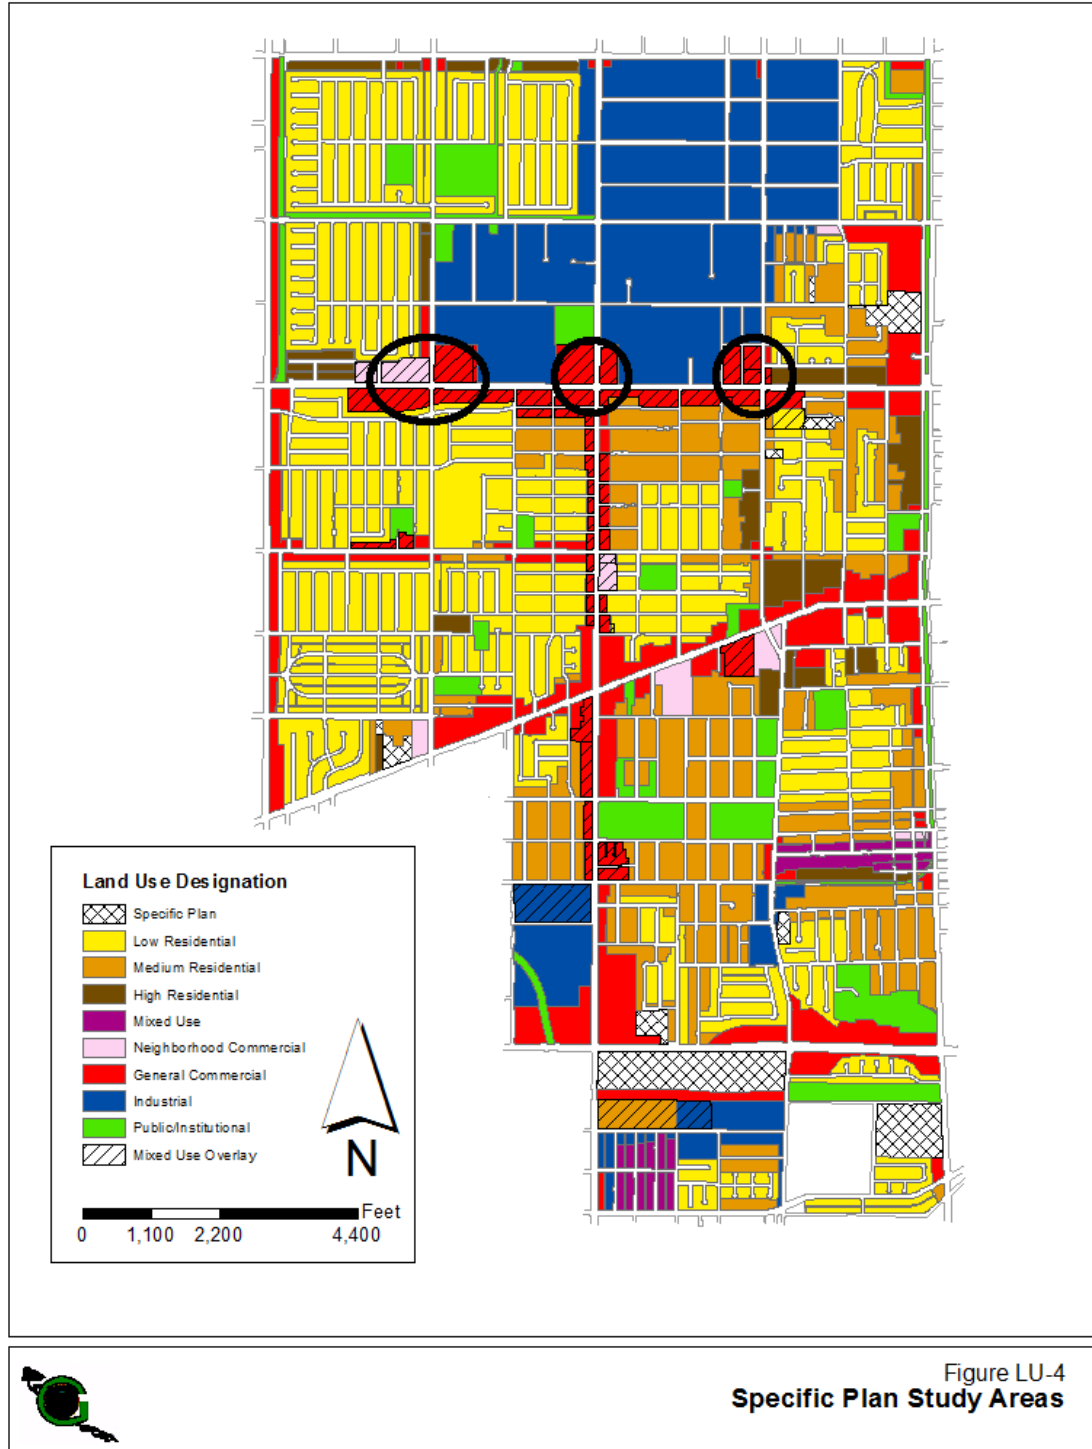 Land Use Designation
Specific Plan
Low Residential
Medium Residential
High Residential
Mixed Use
Neighborhood Commercial
General Commercial
Industrial
Public/Institutional
Mixed Use Overlay
N
Feet
0 1,100 2,200 4,400
Figure LU-4
Specific Plan Study Areas